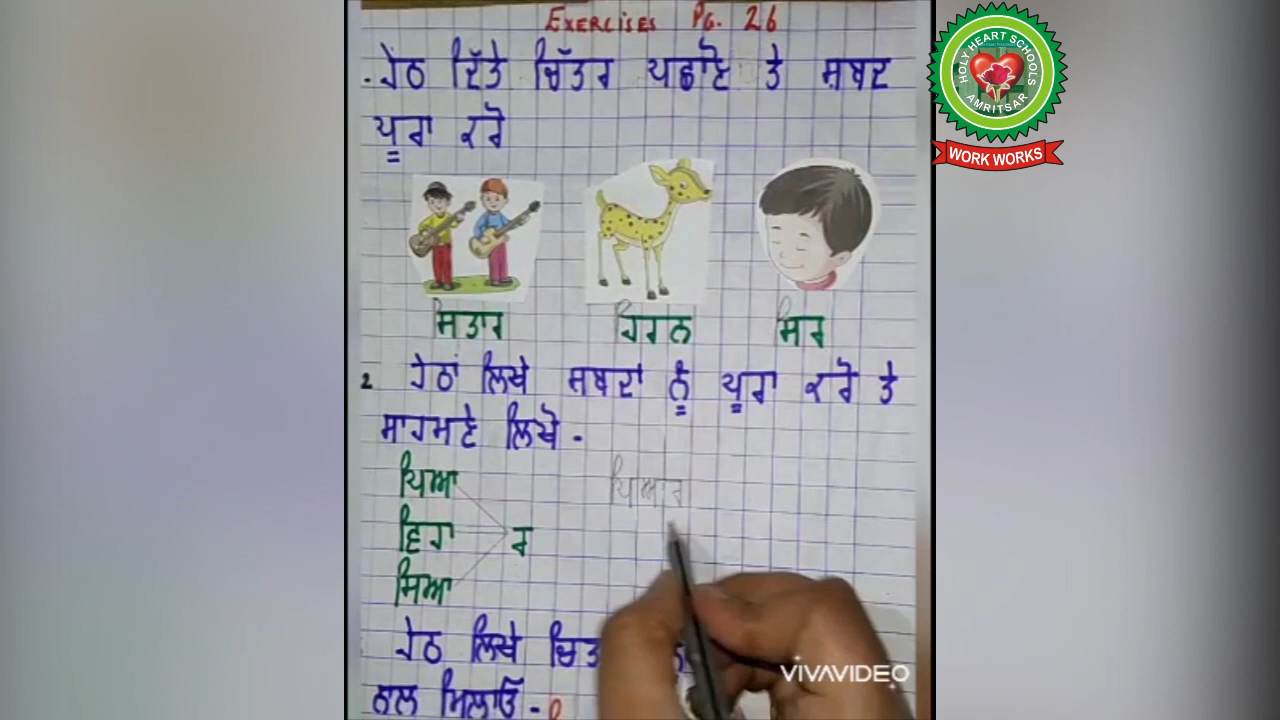 EXERCISES PG. 26
. ਹੇਠ ਦਿੱਤੇ ਚਿੱਤਰ ਪਛਾਣੋ ਤੇ ਸ਼ਬਦ
ਪੂਰਾ ਕਰੋ
ਸਿਤਾਰ ਹਿਰਨ ਸਿਰ
2 ਹੇਠਾਂ ਲਿਖੇ ਸ਼ਬਦਾਂ ਨੂੰ ਪੂਰਾ ਕਰੋ ਤੇ
ਸਾਹਮਣੇ ਲਿਖੋ -
ਪਿਆ ਪਿਆਰ
ਵਿਹਾ ਰ
ਸਿਆ
ਹੇਠ ਲਿਖੇ ਚਿਤ
ਨਾਲ ਮਿਲਾਓ -
HOLY HEART SCHOOLS
AMRITSAR
WORK WORKS
VIVAVIDEO